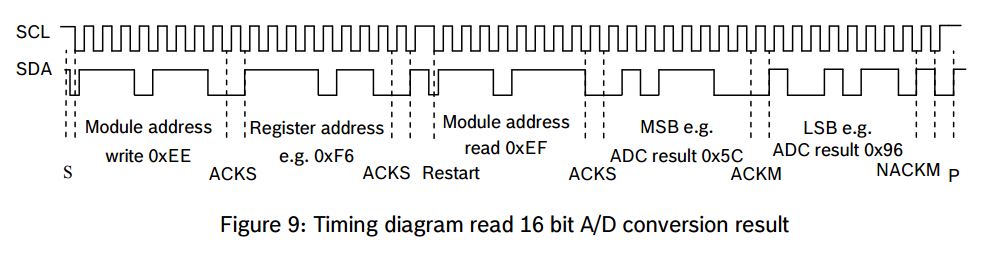 SCL
SDA
Module address
write 0xEE
Register address
e.g. 0xF6
Module address
read 0xEF
MSB e.g.
ADC result 0x5C
LSB e.g.
ADC result 0x96
S
ACKS
ACKS
Restart
ACKS
ACKM
NACKM
P
Figure 9: Timing diagram read 16 bit A/D conversion result